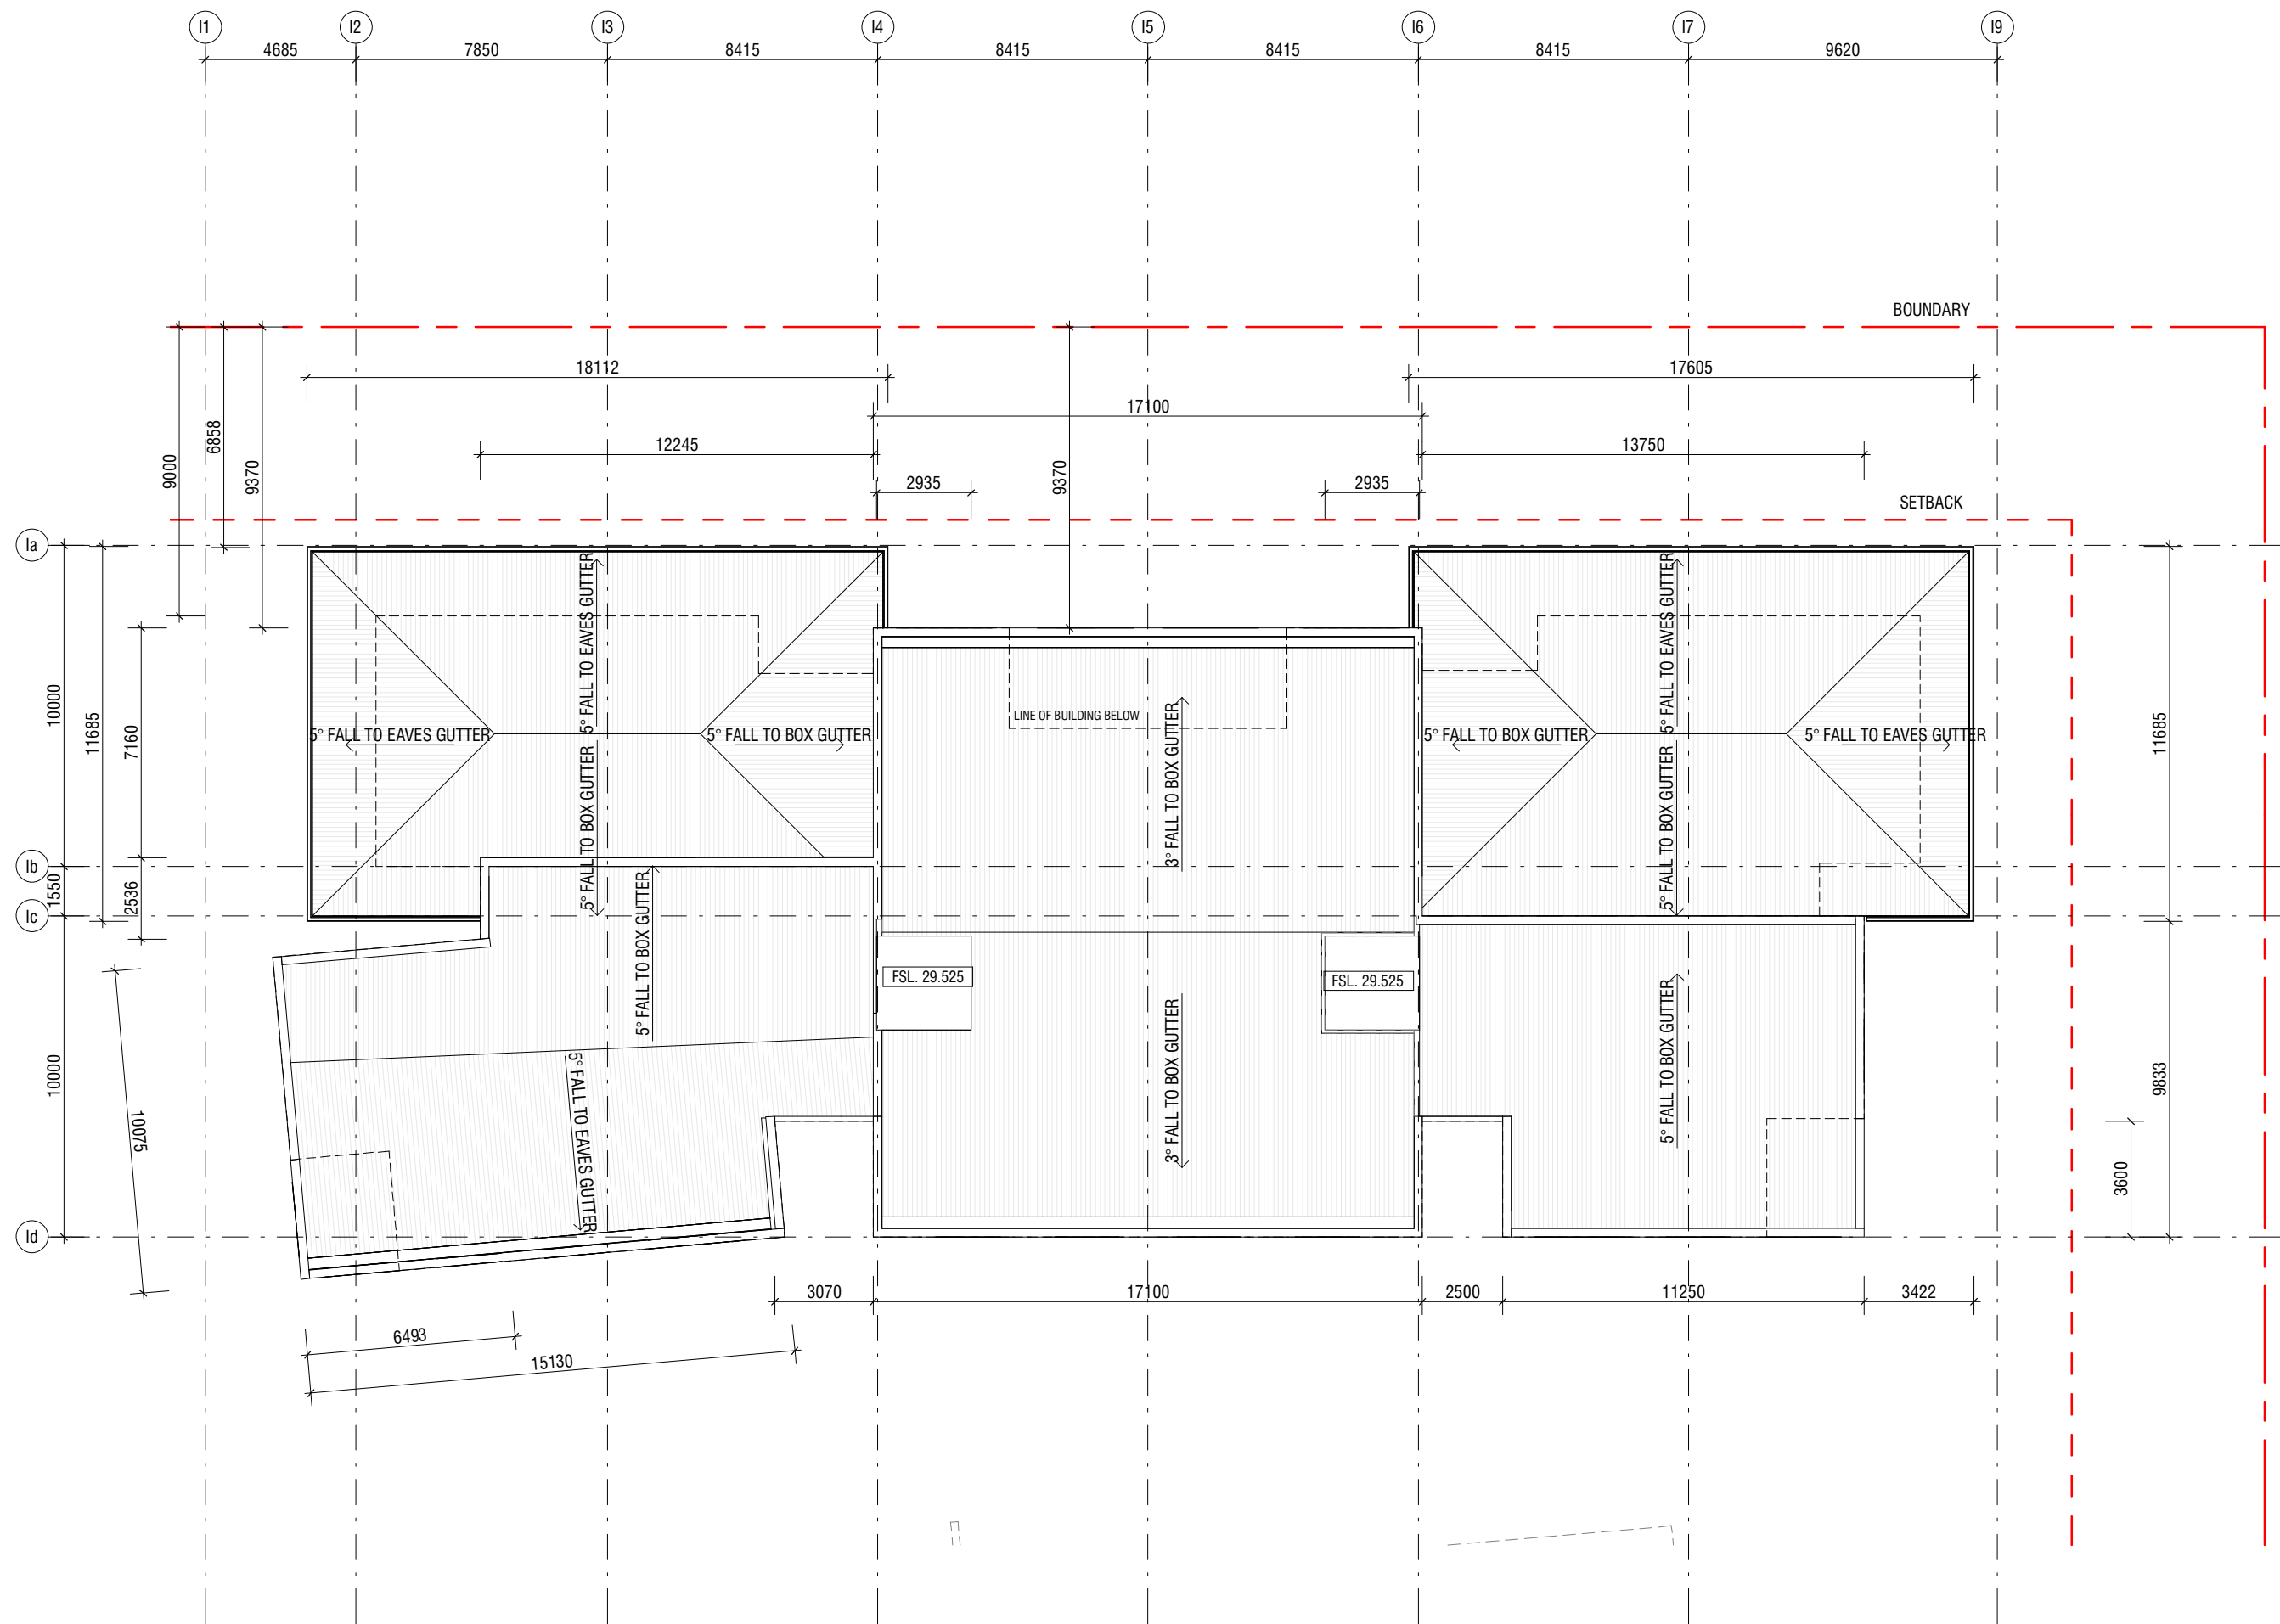 I1 I2 I3 I4 I5 I6 I7 I9
4685 7850 8415 8415 8415 8415 9620
BOUNDARY
18112 17605
17100
12245 13750
2935 2935
9000
6858
9370
9370
SETBACK
Ia
Ib
Ic
Id
10000
1550
10000
11685
7160
2536
10075
5° FALL TO EAVES GUTTER
5° FALL TO EAVES GUTTER
5° FALL TO BOX GUTTER
5° FALL TO BOX GUTTER
5° FALL TO BOX GUTTER
5° FALL TO EAVES GUTTER
LINE OF BUILDING BELOW
3° FALL TO BOX GUTTER
3° FALL TO BOX GUTTER
FSL. 29.525
FSL. 29.525
5° FALL TO EAVES GUTTER
5° FALL TO BOX GUTTER
5° FALL TO EAVES GUTTER
5° FALL TO BOX GUTTER
5° FALL TO BOX GUTTER
11685
9833
3600
3070 17100 2500 11250 3422
6493
15130